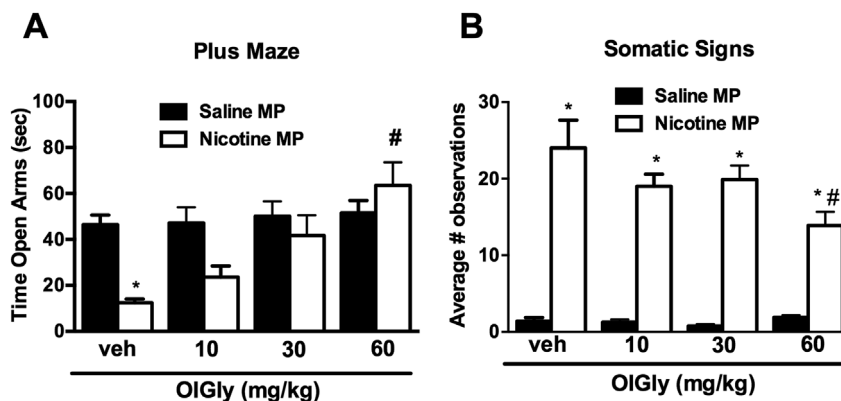 A
Plus Maze
Time Open Arms (sec)
100
80
60
40
20
0
Saline MP
Nicotine MP
*
#
veh 10 30 60
OlGly (mg/kg)
B
Somatic Signs
Average # observations
30
20
10
0
Saline MP
Nicotine MP
*
*
*
* #
veh 10 30 60
OlGly (mg/kg)